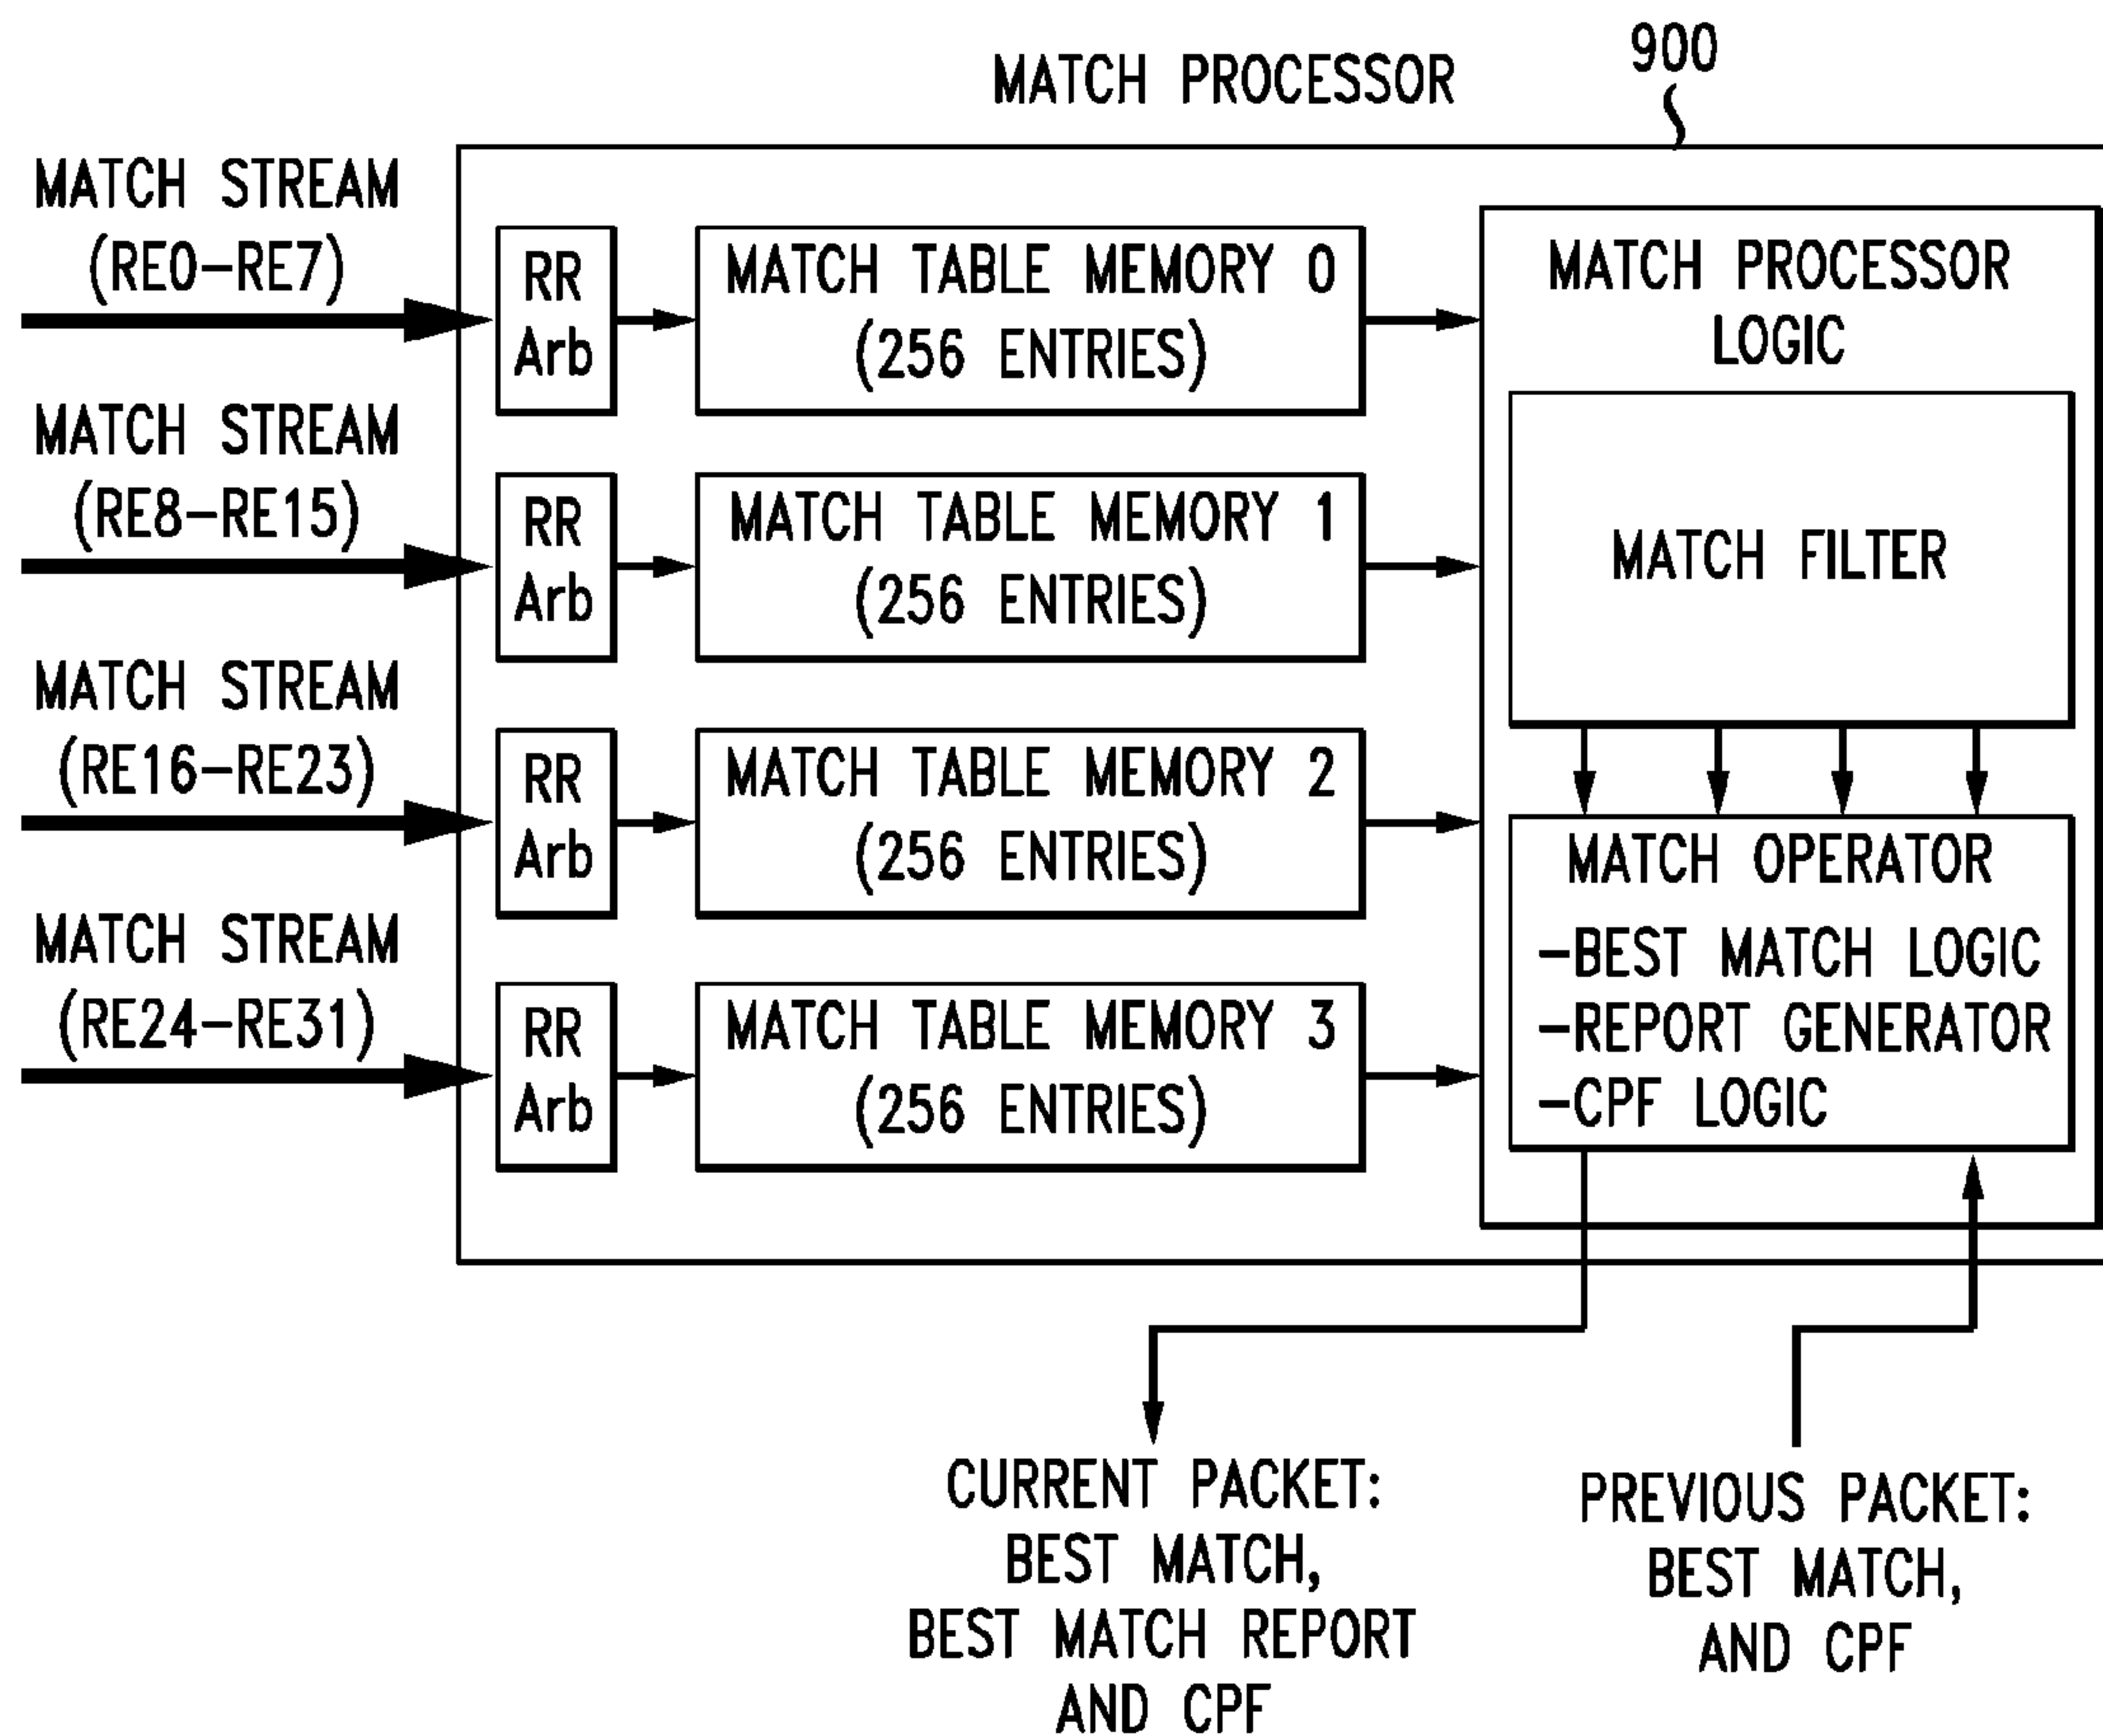 MATCH PROCESSOR
900
MATCH STREAM
(RE0-RE7)
RR
Arb
MATCH TABLE MEMORY 0
(256 ENTRIES)
MATCH STREAM
(RE8-RE15)
RR
Arb
MATCH TABLE MEMORY 1
(256 ENTRIES)
MATCH STREAM
(RE16-RE23)
RR
Arb
MATCH TABLE MEMORY 2
(256 ENTRIES)
MATCH STREAM
(RE24-RE31)
RR
Arb
MATCH TABLE MEMORY 3
(256 ENTRIES)
MATCH PROCESSOR
LOGIC
MATCH FILTER
MATCH OPERATOR
-BEST MATCH LOGIC
-REPORT GENERATOR
-CPF LOGIC
CURRENT PACKET:
BEST MATCH,
BEST MATCH REPORT
AND CPF
PREVIOUS PACKET:
BEST MATCH,
AND CPF